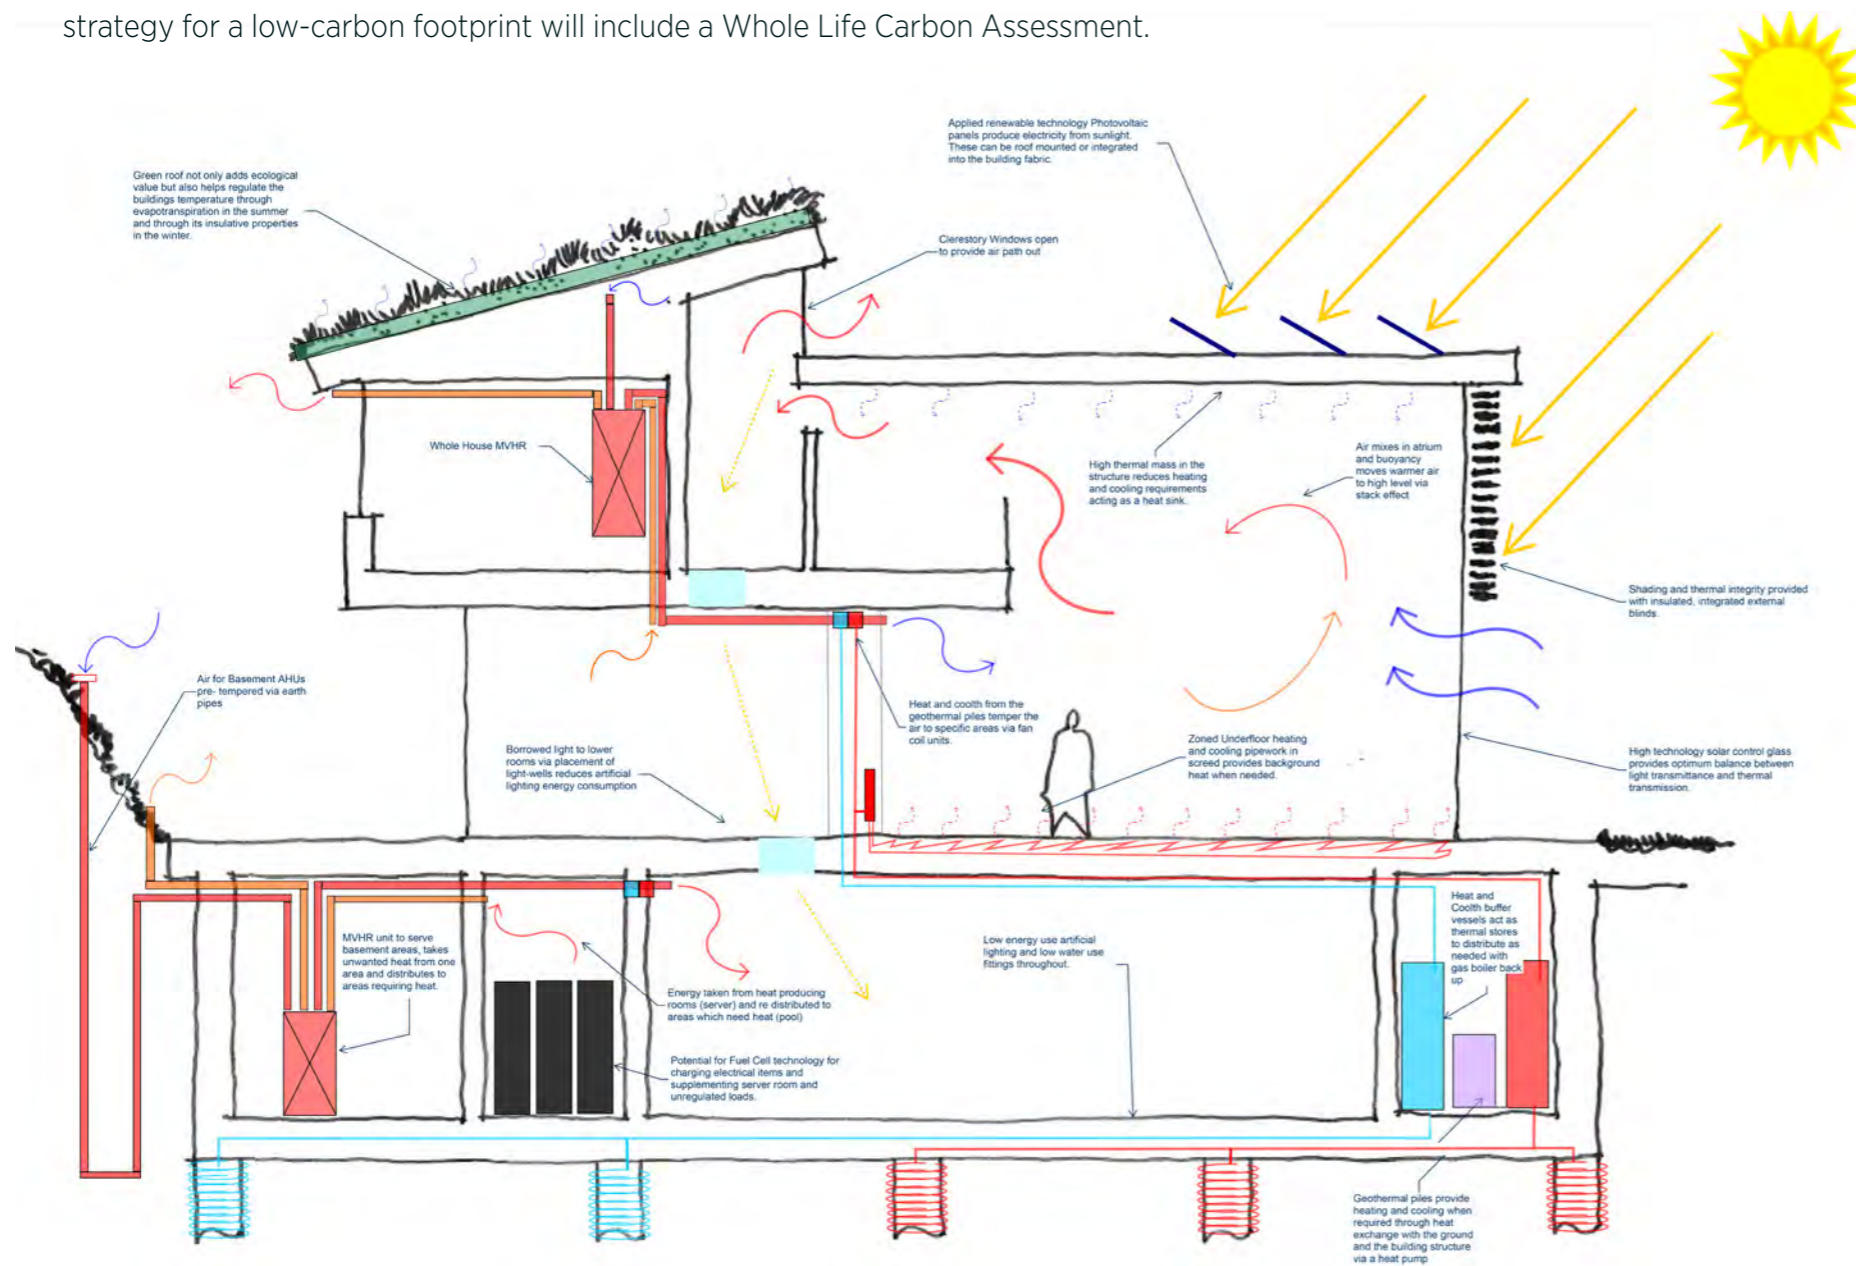 strategy for a low-carbon footprint will include a Whole Life Carbon Assessment.
Applied renewable technology Photovoltaic
panels produce electricity from sunlight.
These can be roof mounted or integrated
into the building fabric.
Green roof not only adds ecological
value but also helps regulate the
buildings temperature through
evapotranspiration in the summer
and through its insulative properties
in the winter.
Clerestory Windows open
to provide air path out
Whole House MVHR
High thermal mass in the
structure reduces heating
and cooling requirements
acting as a heat sink.
Air mixes in atrium
and buoyancy
moves warmer air
to high level via
stack effect
Shading and thermal integrity provided
with insulated, integrated external
blinds.
Air for Basement AHUs
pre- tempered via earth
pipes
Heat and coolth from the
geothermal piles temper the
air to specific areas via fan
coil units.
Borrowed light to lower
rooms via placement of
light-wells reduces artificial
lighting energy consumption
Zoned Underfloor heating
and cooling pipework in
screed provides background
heat when needed.
High technology solar control glass
provides optimum balance between
light transmittance and thermal
transmission.
MVHR unit to serve
basement areas, takes
unwanted heat from one
area and distributes to
areas requiring heat.
Energy taken from heat producing
rooms (server) and re distributed to
areas which need heat (pool)
Potential for Fuel Cell technology for
charging electrical items and
supplementing server room and
unregulated loads.
Low energy use artificial
lighting and low water use
fittings throughout.
Heat and
Coolth buffer
vessels act as
thermal stores
to distribute as
needed with
gas boiler back
up
Geothermal piles provide
heating and cooling when
required through heat
exchange with the ground
and the building structure
via a heat pump